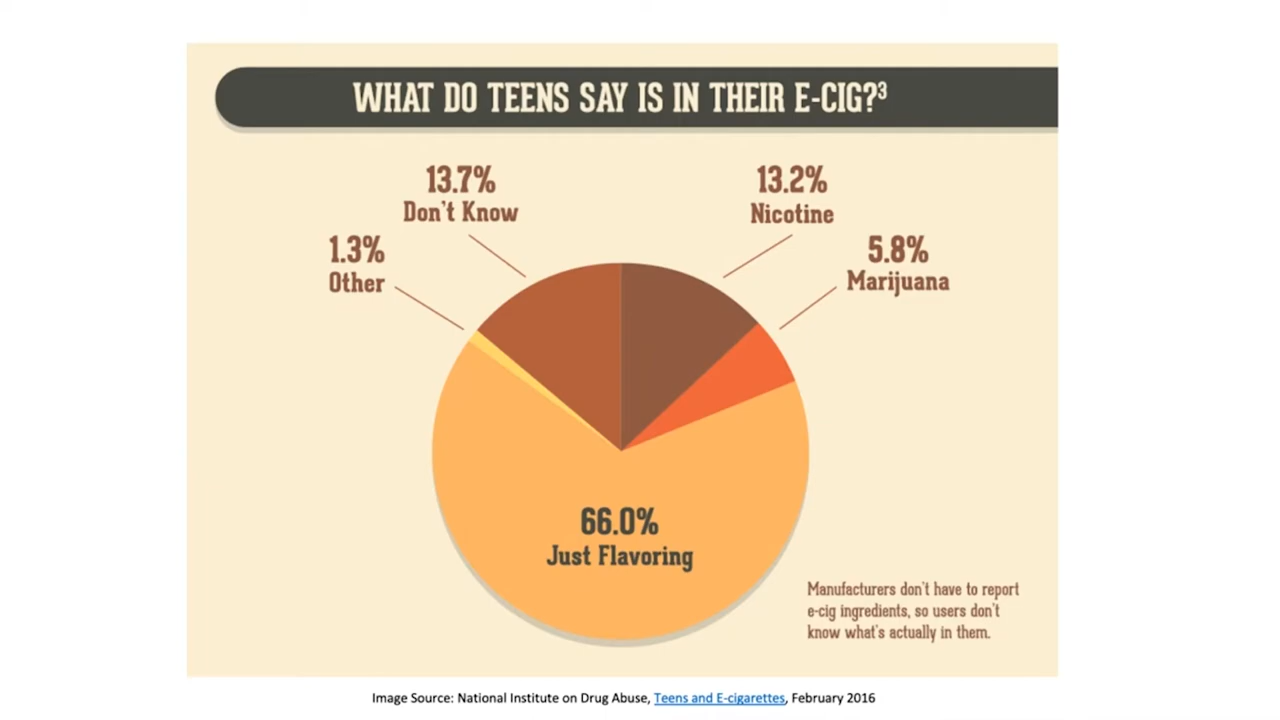 WHAT DO TEENS SAY IS IN THEIR E-CIG?³
13.7%
Don't Know
13.2%
Nicotine
1.3%
Other
5.8%
Marijuana
66.0%
Just Flavoring
Manufacturers don't have to report
e-cig ingredients, so users don't
know what's actually in them.
Image Source: National Institute on Drug Abuse, Teens and E-cigarettes, February 2016